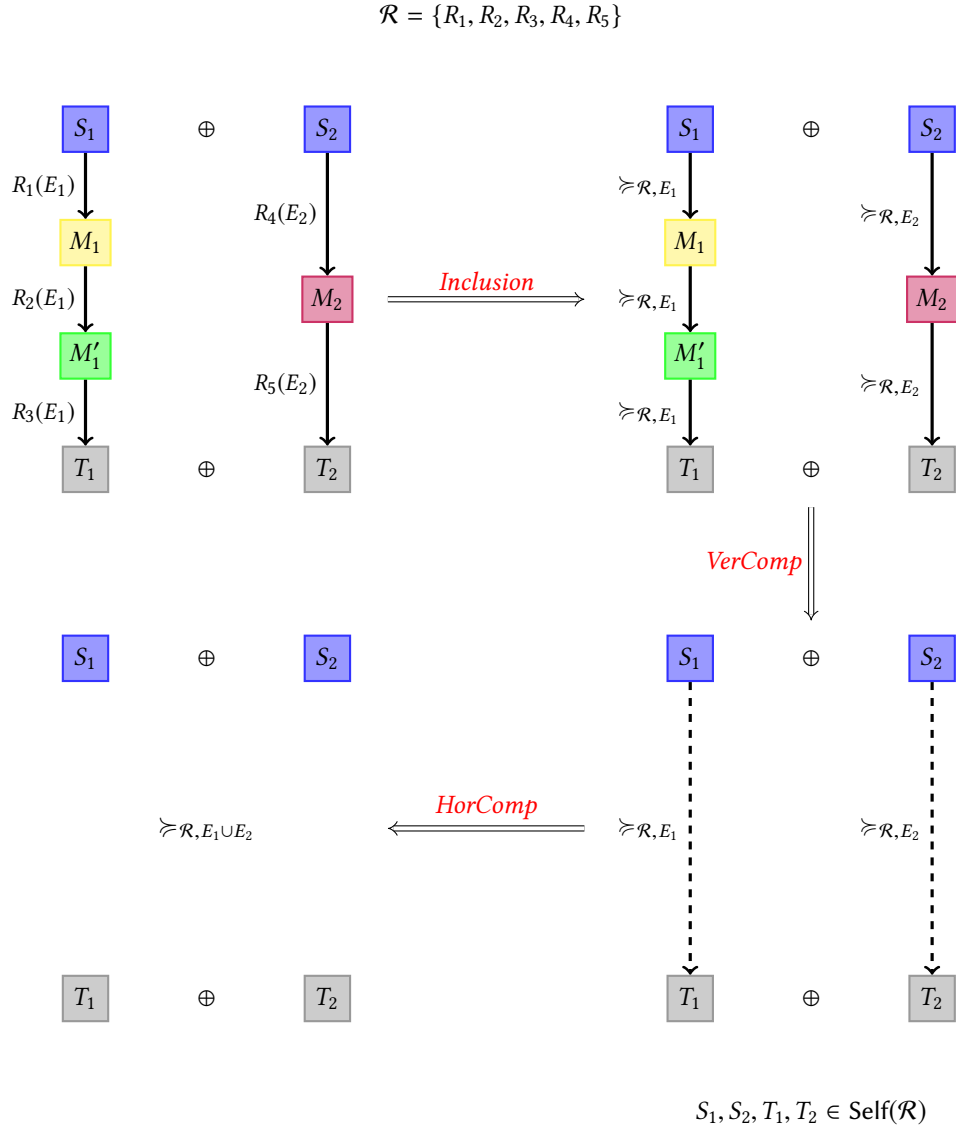 𝓡 = {R₁, R₂, R₃, R₄, R₅}
S₁ ⊕ S₂ S₁ ⊕ S₂
R₁(E₁) R₄(E₂) ≽𝓡,E₁ ≽𝓡,E₂
M₁ M₁
R₂(E₁) M₂ Inclusion ≽𝓡,E₁ M₂
M₁′ M₁′
R₃(E₁) R₅(E₂) ≽𝓡,E₁ ≽𝓡,E₂
T₁ ⊕ T₂ T₁ ⊕ T₂
VerComp
S₁ ⊕ S₂ S₁ ⊕ S₂
≽𝓡,E₁∪E₂ HorComp ≽𝓡,E₁ ≽𝓡,E₂
T₁ ⊕ T₂ T₁ ⊕ T₂
S₁, S₂, T₁, T₂ ∈ Self(𝓡)